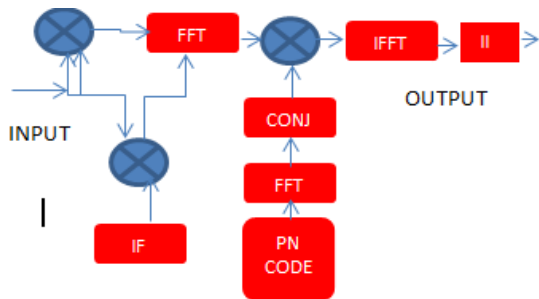 FFT
IFFT
II
INPUT
OUTPUT
CONJ
FFT
IF
PN
CODE